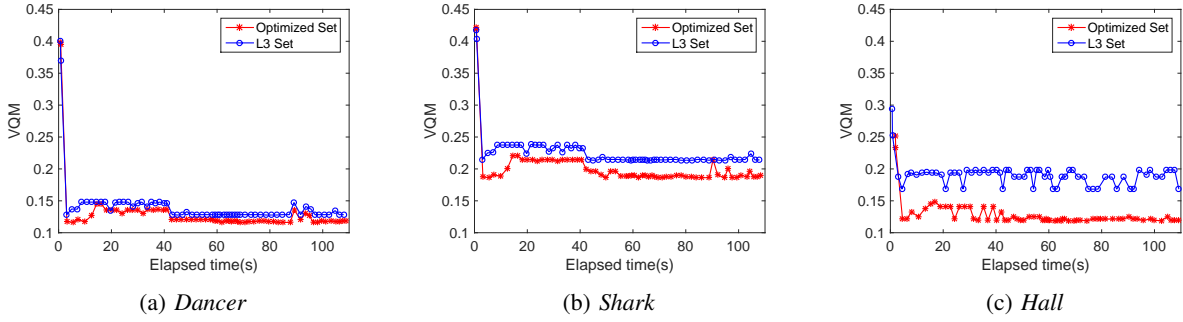 0.45
0.4
0.35
0.3
0.25
0.2
0.15
0.1
VQM
0 20 40 60 80 100
Elapsed time(s)
Optimized Set
L3 Set
(a) Dancer
0.45
0.4
0.35
0.3
0.25
0.2
0.15
0.1
VQM
0 20 40 60 80 100
Elapsed time(s)
Optimized Set
L3 Set
(b) Shark
0.45
0.4
0.35
0.3
0.25
0.2
0.15
0.1
VQM
0 20 40 60 80 100
Elapsed time(s)
Optimized Set
L3 Set
(c) Hall